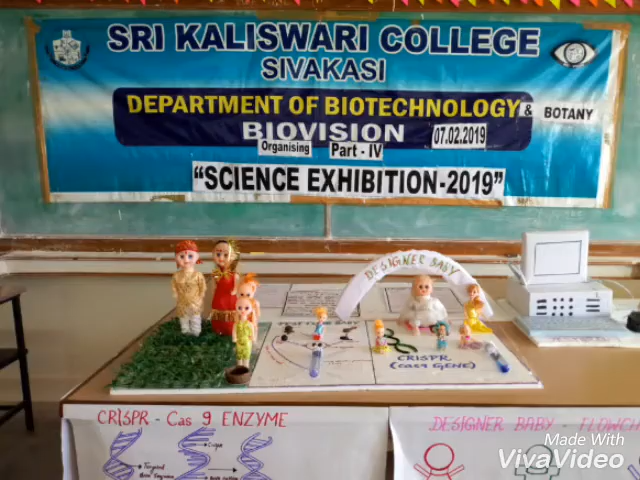 SRI KALISWARI COLLEGE
SIVAKASI
DEPARTMENT OF BIOTECHNOLOGY & BOTANY
BIOVISION 07.02.2019
Organising Part - IV
"SCIENCE EXHIBITION-2019"
DESIGNER BABY
CRISPR
(cas9 GENE)
CRISPR - Cas 9 ENZYME
DESIGNER BABY - FLOWCH
Made With
VivaVideo